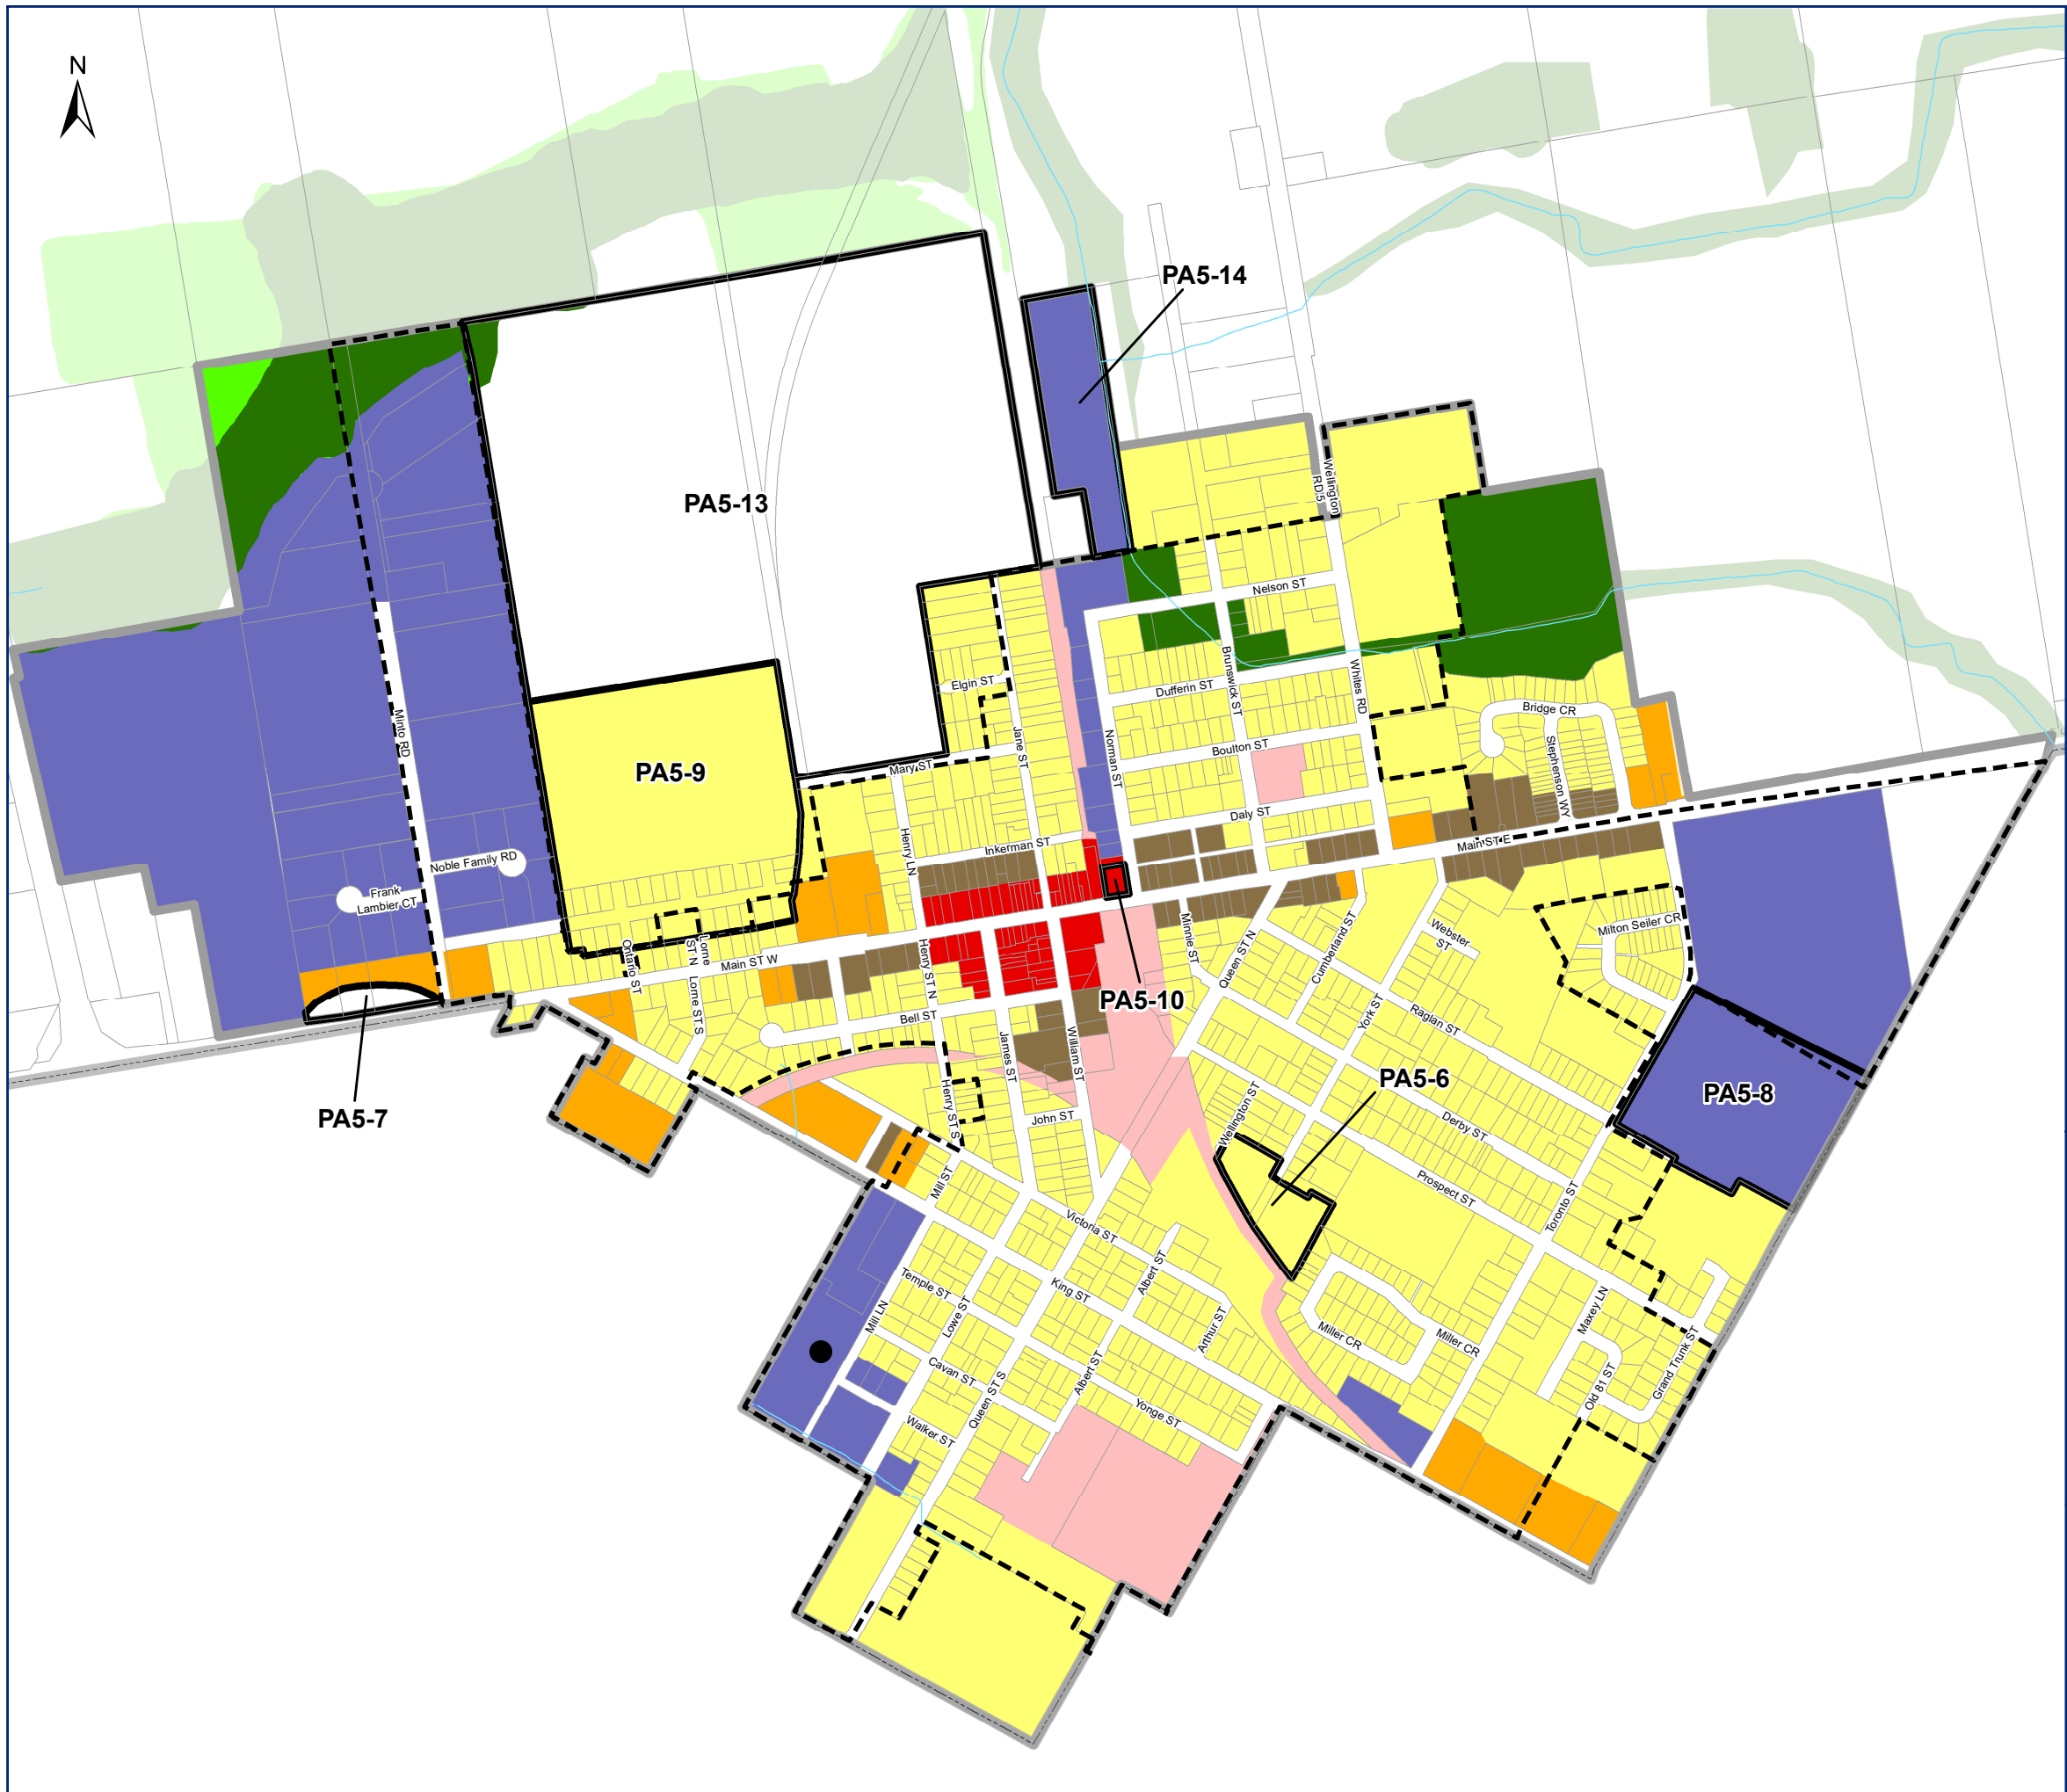 N
PA5-14
Wellington
RD 5
PA5-13
Nelson ST
Elgin ST
Brunswick ST
Dufferin ST
Whites RD
Bridge CR
Minto RD
Jane ST
Norman ST
Boulton ST
Stephenson WY
PA5-9
Mary ST
Daly ST
Henry LN
Inkerman ST
Main ST E
Noble Family RD
Frank
Lambier CT
Webster
ST
Milton Seiler CR
Minnie ST
Queen ST N
Cumberland ST
Ontario ST
Lorne
ST N
Main ST W
Henry ST N
PA5-10
Lorne ST S
Bell ST
York ST
Raglan ST
James ST
William ST
PA5-6
PA5-8
PA5-7
Henry ST S
John ST
Wellington ST
Derby ST
Mill ST
Prospect ST
Toronto ST
Victoria ST
Temple ST
King ST
Albert ST
Mill LN
Lowe ST
Arthur ST
Miller CR
Miller CR
Maxey LN
Grand Trunk ST
Old 81 ST
Cavan ST
Albert ST
Queen ST S
Yonge ST
Walker ST